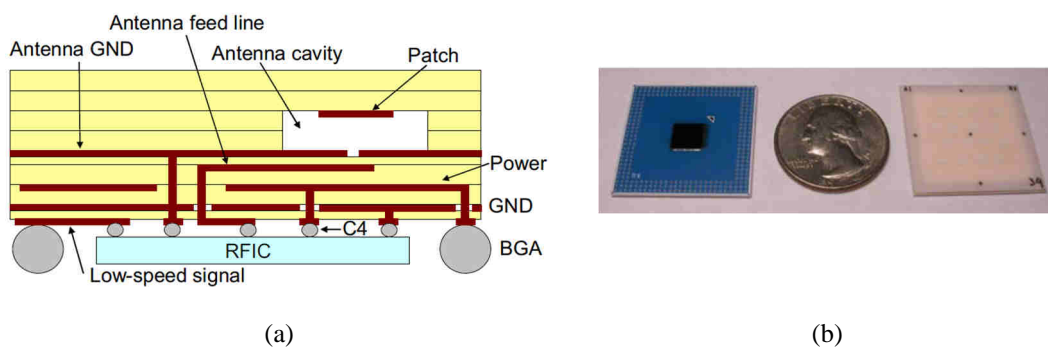 Antenna feed line
Antenna GND
Antenna cavity
Patch
Power
GND
C4
RFIC
BGA
Low-speed signal
(a)
(b)